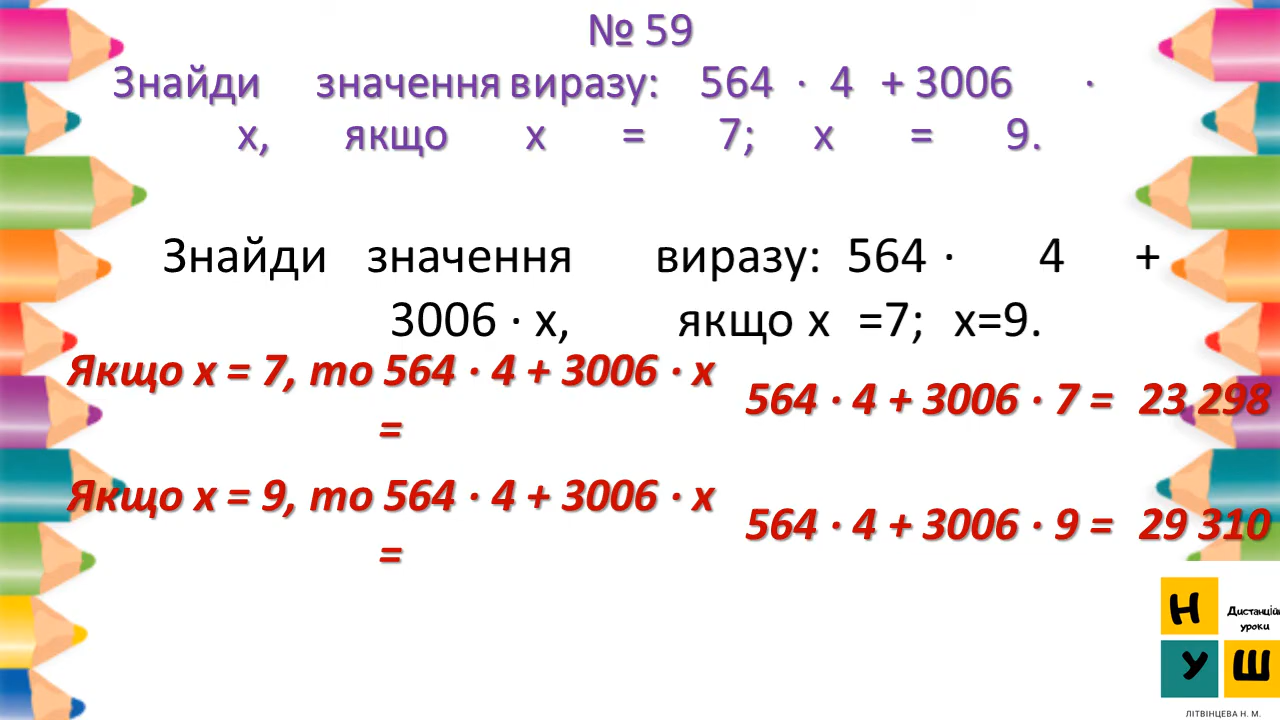 № 59
Знайди значення виразу: 564 · 4 + 3006 ·
х, якщо х = 7; х = 9.
Знайди значення виразу: 564 · 4 +
3006 · х, якщо х =7; х=9.
Якщо х = 7, то 564 · 4 + 3006 · х
=
564 · 4 + 3006 · 7 = 23 298
Якщо х = 9, то 564 · 4 + 3006 · х
=
564 · 4 + 3006 · 9 = 29 310
Н
Дистанцій
уроки
У Ш
ЛІТВІНЦЕВА Н. М.